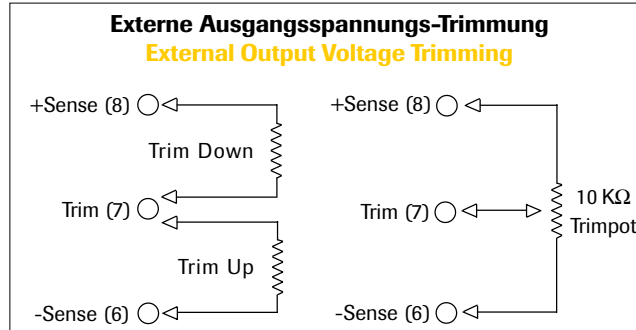 Externe Ausgangsspannungs-Trimmung
External Output Voltage Trimming
+Sense (8)
Trim Down
Trim (7)
Trim Up
-Sense (6)
+Sense (8)
Trim (7)
10 KΩ
Trimpot
-Sense (6)